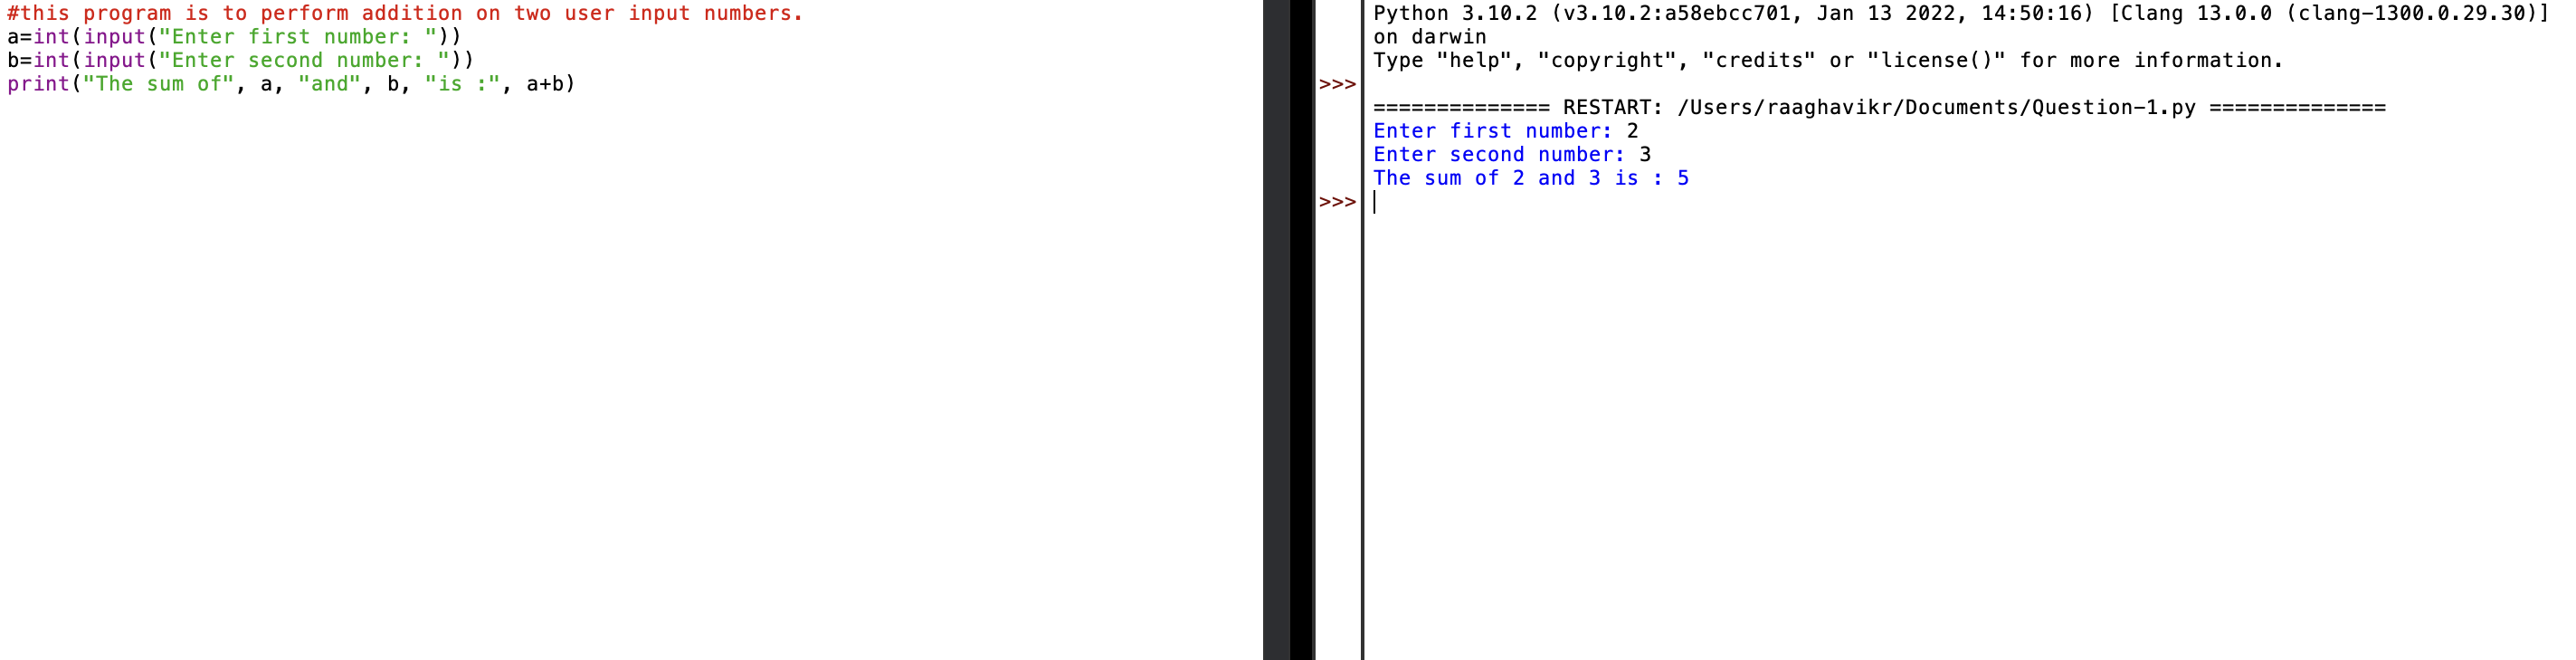 #this program is to perform addition on two user input numbers.
a=int(input("Enter first number: "))
b=int(input("Enter second number: "))
print("The sum of", a, "and", b, "is :", a+b)
Python 3.10.2 (v3.10.2:a58ebcc701, Jan 13 2022, 14:50:16) [Clang 13.0.0 (clang-1300.0.29.30)]
on darwin
Type "help", "copyright", "credits" or "license()" for more information.
>>>
============== RESTART: /Users/raaghavikr/Documents/Question-1.py ==============
Enter first number: 2
Enter second number: 3
The sum of 2 and 3 is : 5
>>>